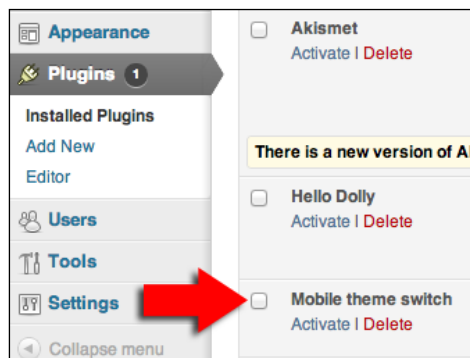 Appearance
Plugins 1
Installed Plugins
Add New
Editor
Users
Tools
Settings
Collapse menu
Akismet
Activate | Delete
There is a new version of
Hello Dolly
Activate | Delete
Mobile theme switch
Activate | Delete